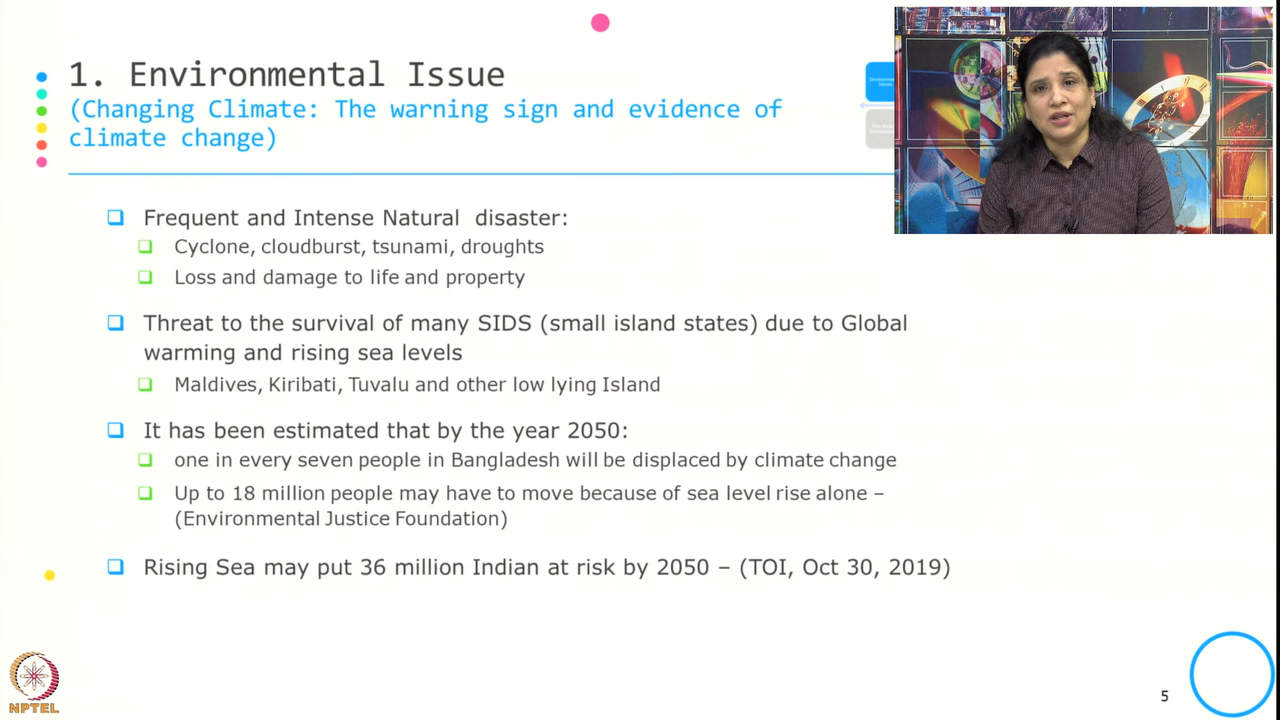 1. Environmental Issue
(Changing Climate: The warning sign and evidence of
climate change)
Frequent and Intense Natural disaster:
Cyclone, cloudburst, tsunami, droughts
Loss and damage to life and property
Threat to the survival of many SIDS (small island states) due to Global
warming and rising sea levels
Maldives, Kiribati, Tuvalu and other low lying Island
It has been estimated that by the year 2050:
one in every seven people in Bangladesh will be displaced by climate change
Up to 18 million people may have to move because of sea level rise alone –
(Environmental Justice Foundation)
Rising Sea may put 36 million Indian at risk by 2050 – (TOI, Oct 30, 2019)
NPTEL
5